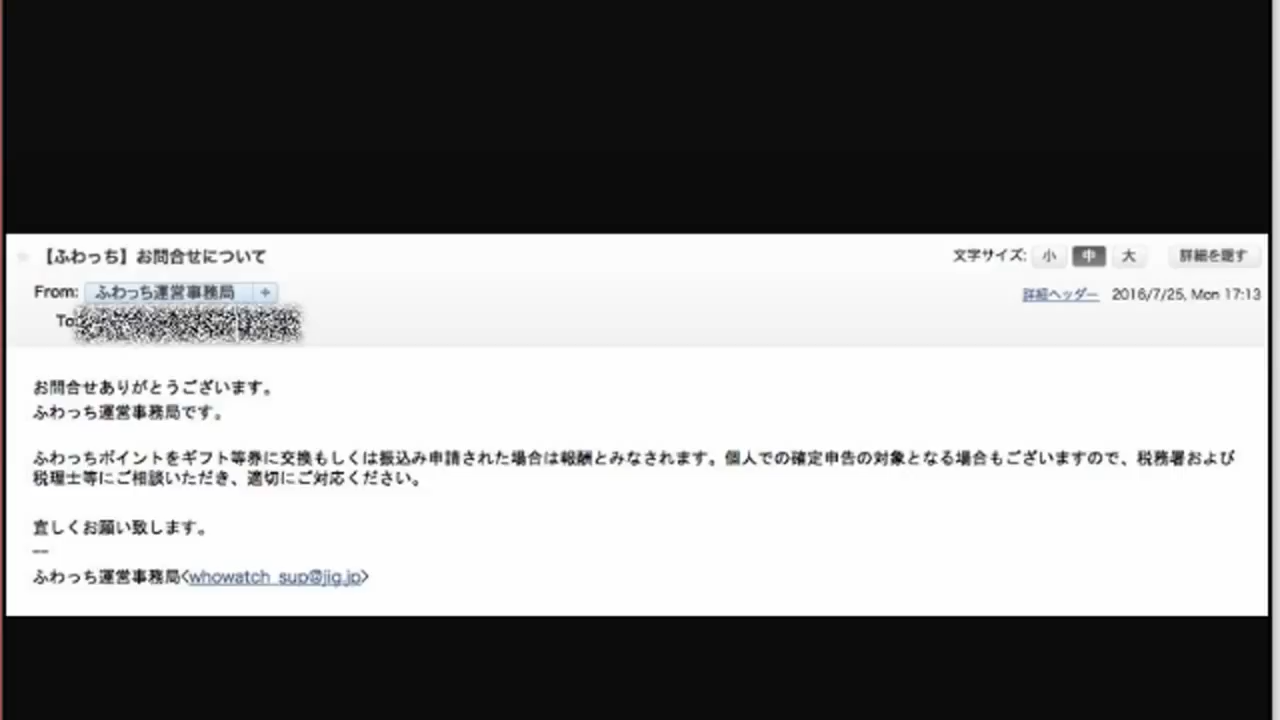 【ふわっち】お問合せについて
文字サイズ: 小 中 大 詳細を隠す
From: ふわっち運営事務局 +
詳細ヘッダー 2016/7/25, Mon 17:13
To:
お問合せありがとうございます。
ふわっち運営事務局です。
ふわっちポイントをギフト等券に交換もしくは振込み申請された場合は報酬とみなされます。個人での確定申告の対象となる場合もございますので、税務署および
税理士等にご相談いただき、適切にご対応ください。
宜しくお願い致します。
--
ふわっち運営事務局<whowatch_sup@jig.jp>